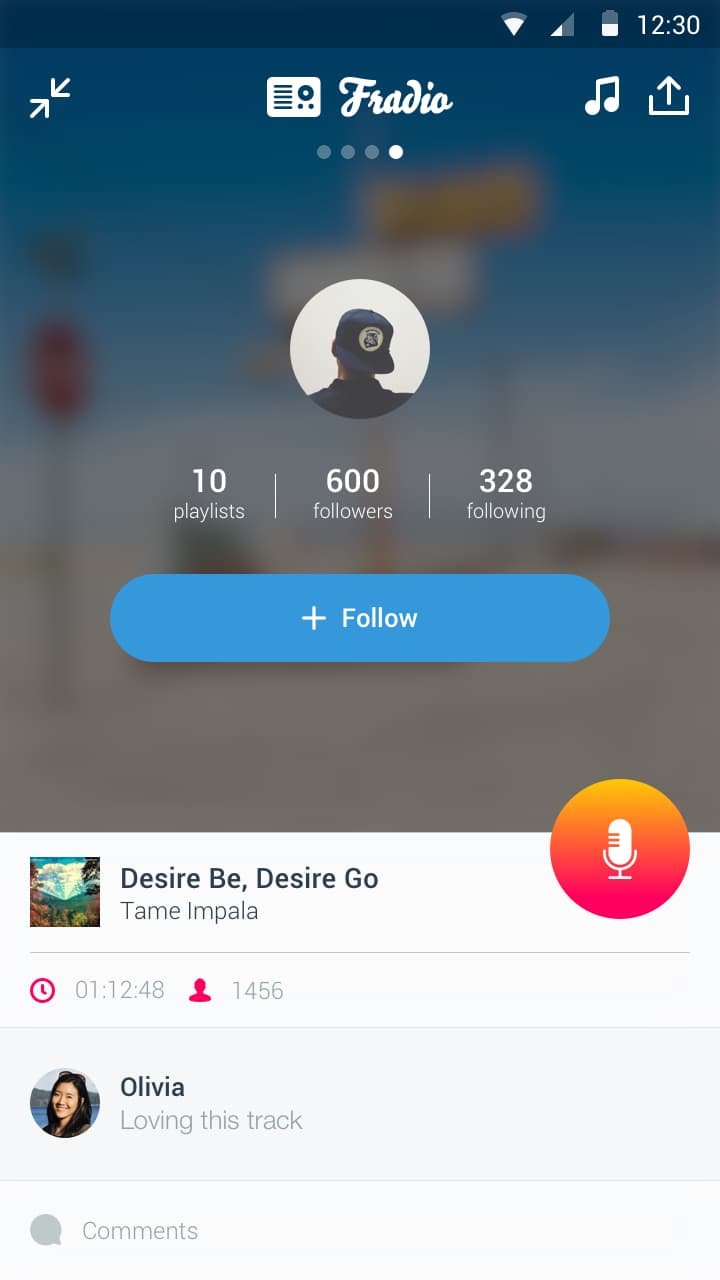 12:30
Fradio
10 600 328
playlists followers following
+ Follow
Desire Be, Desire Go
Tame Impala
01:12:48 1456
Olivia
Loving this track
Comments